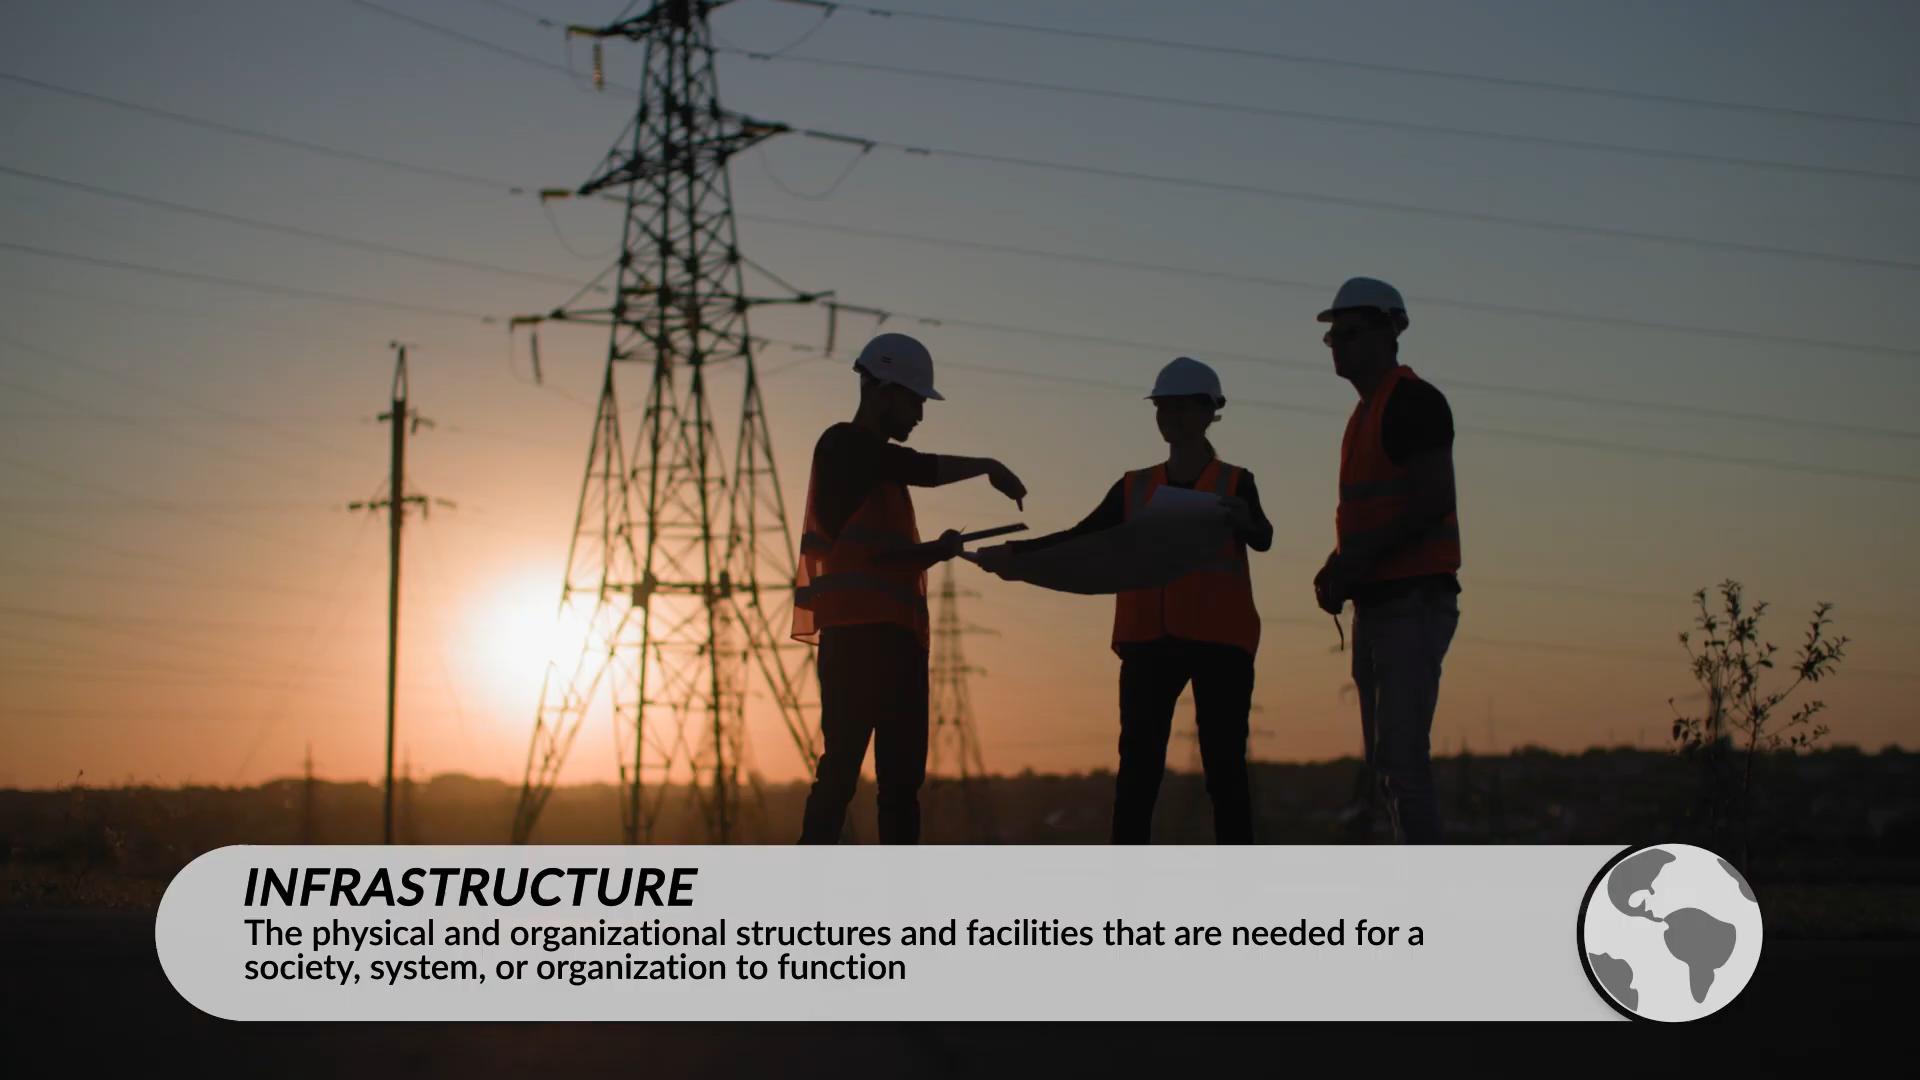 INFRASTRUCTURE
The physical and organizational structures and facilities that are needed for a
society, system, or organization to function